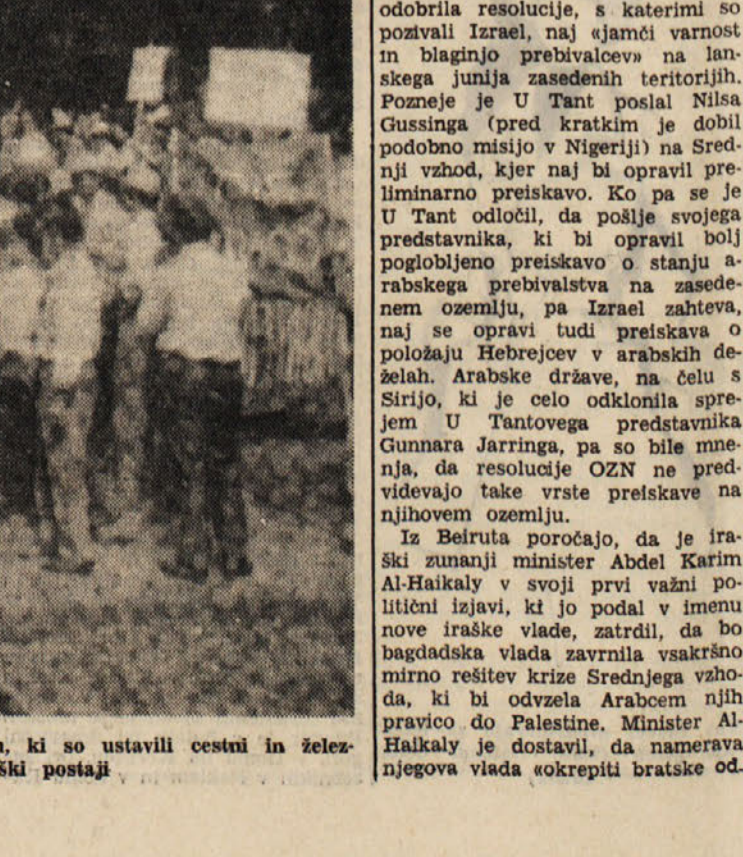 odobrila resolucije, s katerimi so
pozivali Izrael, naj «jamči varnost
in blaginjo prebivalcev» na lan-
skega junija zasedenih teritorijih.
Pozneje je U Tant poslal Nilsa
Gussinga (pred kratkim je dobil
podobno misijo v Nigeriji) na Sred-
nji vzhod, kjer naj bi opravil pre-
liminarno preiskavo. Ko pa se je
U Tant odločil, da pošlje svojega
predstavnika, ki bi opravil bolj
poglobljeno preiskavo o stanju a-
rabskega prebivalstva na zasede-
nem ozemlju, pa Izrael zahteva,
naj se opravi tudi preiskava o
položaju Hebrejcev v arabskih de-
želah. Arabske države, na čelu s
Sirijo, ki je celo odklonila spre-
jem U Tantovega predstavnika
Gunnara Jarringa, pa so bile mne-
nja, da resolucije OZN ne pred-
videvajo take vrste preiskave na
njihovem ozemlju.
Iz Beiruta poročajo, da je ira-
ški zunanji minister Abdel Karim
Al-Haikaly v svoji prvi važni po-
litični izjavi, ki jo podal v imenu
nove iraške vlade, zatrdil, da bo
bagdadska vlada zavrnila vsakršno
mirno rešitev krize Srednjega vzho-
da, ki bi odvzela Arabcem njih
pravico do Palestine. Minister Al-
Haikaly je dostavil, da namerava
njegova vlada «okrepiti bratske od-
ki so ustavili cestni in želez-
ški postaji